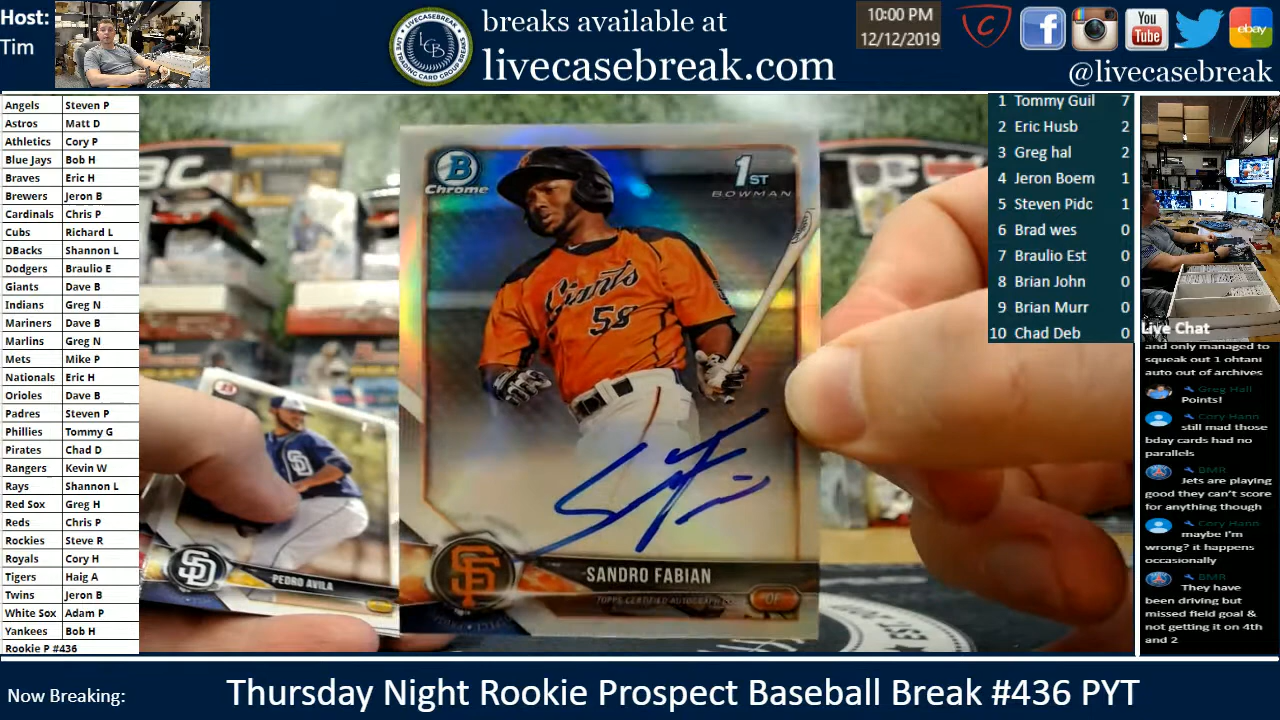 Host:
Tim
breaks available at
livecasebreak.com
10:00 PM
12/12/2019
You
Tube
ebay
@livecasebreak
Angels Steven P
Astros Matt D
Athletics Cory P
Blue Jays Bob H
Braves Eric H
Brewers Jeron B
Cardinals Chris P
Cubs Richard L
DBacks Shannon L
Dodgers Braulio E
Giants Dave B
Indians Greg N
Mariners Dave B
Marlins Greg N
Mets Mike P
Nationals Eric H
Orioles Dave B
Padres Steven P
Phillies Tommy G
Pirates Chad D
Rangers Kevin W
Rays Shannon L
Red Sox Greg H
Reds Chris P
Rockies Steve R
Royals Cory H
Tigers Haig A
Twins Jeron B
White Sox Adam P
Yankees Bob H
Rookie P #436
B
Chrome
1ST
BOWMAN
Giants
58
SF
SANDRO FABIAN
TOPPS CERTIFIED AUTOGRAPH
OF
SD
PEDRO AVILA
1 Tommy Guil 7
2 Eric Husb 2
3 Greg hal 2
4 Jeron Boem 1
5 Steven Pidc 1
6 Brad wes 0
7 Braulio Est 0
8 Brian John 0
9 Brian Murr 0
10 Chad Deb 0
Live Chat
and only managed to
squeak out 1 ohtani
auto out of archives
Greg Hall
Points!
Cory Hann
still mad those
bday cards had no
parallels
BMR
Jets are playing
good they can't score
for anything though
Cory Hann
maybe I'm
wrong? it happens
occasionally
BMR
They have
been driving but
missed field goal &
not getting it on 4th
and 2
Now Breaking:
Thursday Night Rookie Prospect Baseball Break #436 PYT